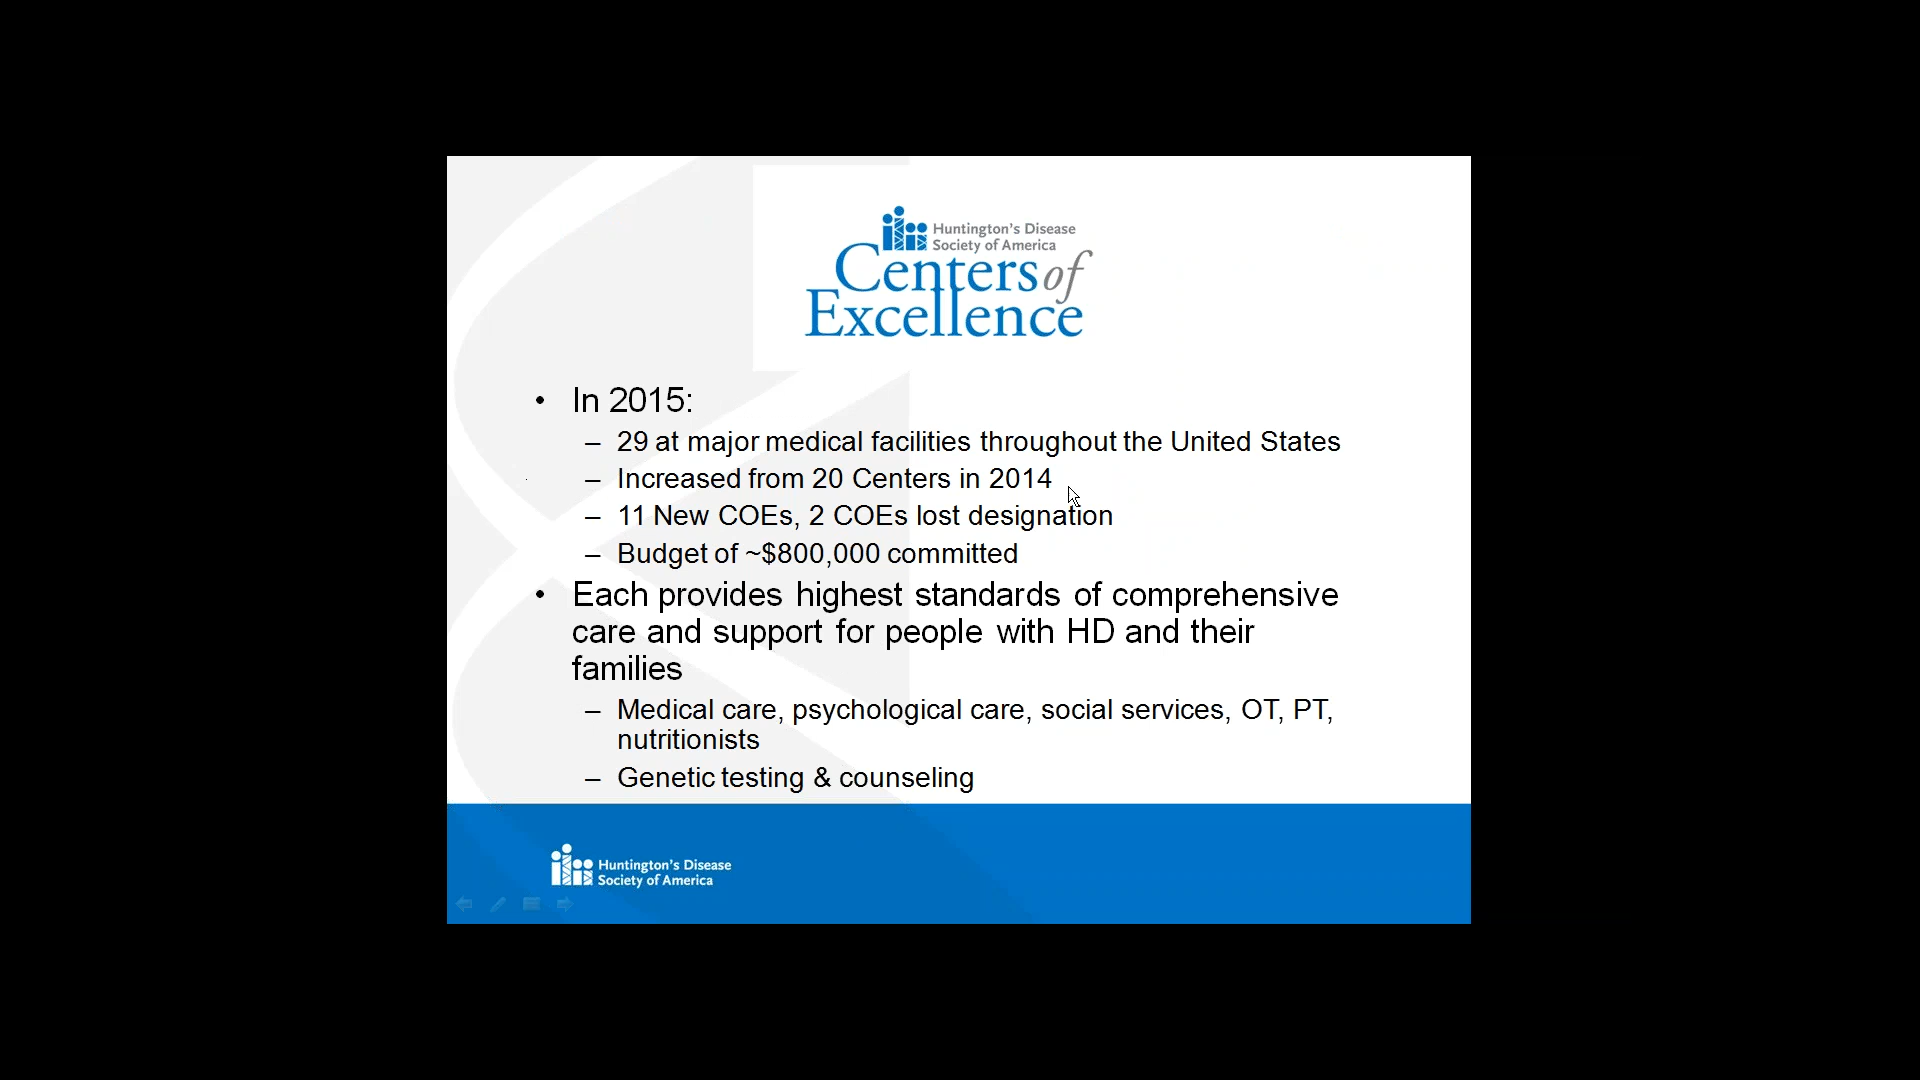 Huntington's Disease
Society of America
Centers of
Excellence
• In 2015:
– 29 at major medical facilities throughout the United States
– Increased from 20 Centers in 2014
– 11 New COEs, 2 COEs lost designation
– Budget of ~$800,000 committed
• Each provides highest standards of comprehensive
care and support for people with HD and their
families
– Medical care, psychological care, social services, OT, PT,
nutritionists
– Genetic testing & counseling
Huntington's Disease
Society of America